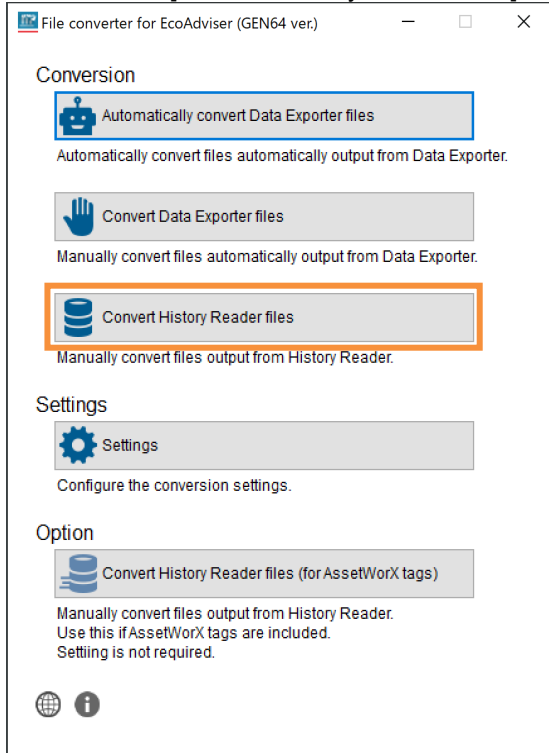 File converter for EcoAdviser (GEN64 ver.)
Conversion
Automatically convert Data Exporter files
Automatically convert files automatically output from Data Exporter.
Convert Data Exporter files
Manually convert files automatically output from Data Exporter.
Convert History Reader files
Manually convert files output from History Reader.
Settings
Settings
Configure the conversion settings.
Option
Convert History Reader files (for AssetWorX tags)
Manually convert files output from History Reader.
Use this if AssetWorX tags are included.
Settiing is not required.